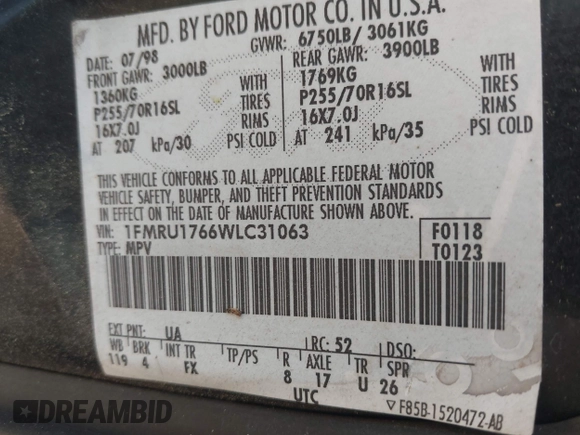 MFD. BY FORD MOTOR CO. IN U.S.A.
DATE: 07/98 GVWR: 6750LB/ 3061KG
FRONT GAWR: 3000LB REAR GAWR: 3900LB
1360KG WITH 1769KG WITH
P255/70R16SL TIRES P255/70R16SL TIRES
16X7.0J RIMS 16X7.0J RIMS
AT 207 kPa/30 PSI COLD AT 241 kPa/35 PSI COLD
THIS VEHICLE CONFORMS TO ALL APPLICABLE FEDERAL MOTOR
VEHICLE SAFETY, BUMPER, AND THEFT PREVENTION STANDARDS
IN EFFECT ON THE DATE OF MANUFACTURE SHOWN ABOVE.
VIN: 1FMRU1766WLC31063 F0118
TYPE: MPV T0123
EXT PNT: UA RC: 52 DSO:
WB BRK INT TR TP/PS R AXLE TR SPR
119 4 FX 8 17 U 26
UTC
▽ F85B-1520472-AB
DREAMBID